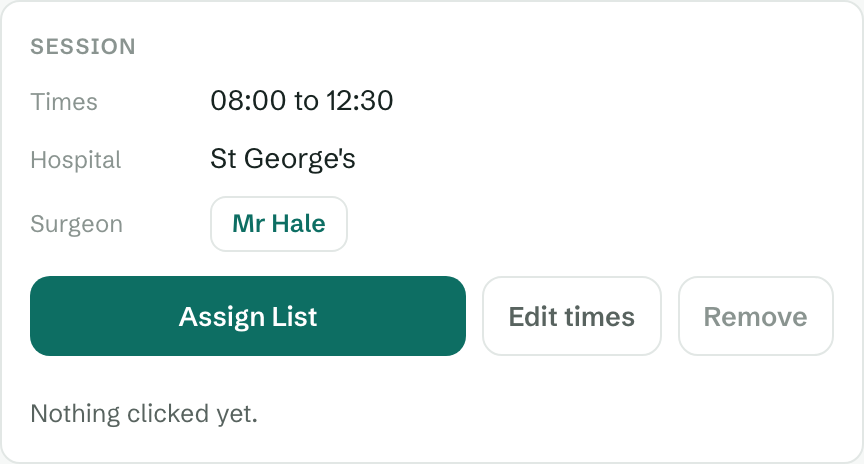 SESSION
Times 08:00 to 12:30
Hospital St George's
Surgeon Mr Hale
Assign List Edit times Remove
Nothing clicked yet.